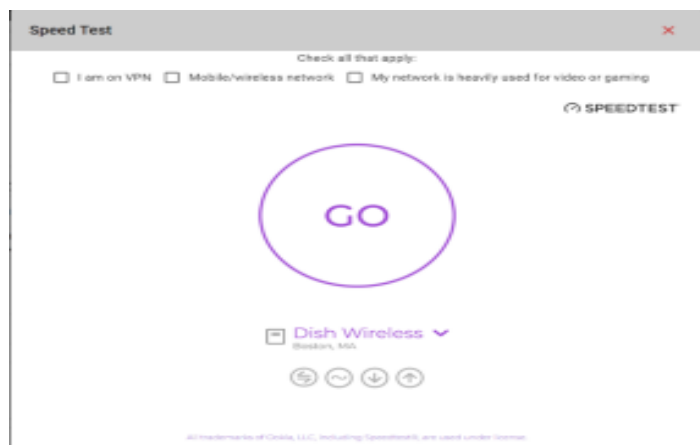 Speed Test
Check all that apply:
I am on VPN Mobile/wireless network My network is heavily used for video or gaming
SPEEDTEST
GO
Dish Wireless
Boston, MA
All trademarks of Ookla, LLC, including Speedtest®, are used under license.